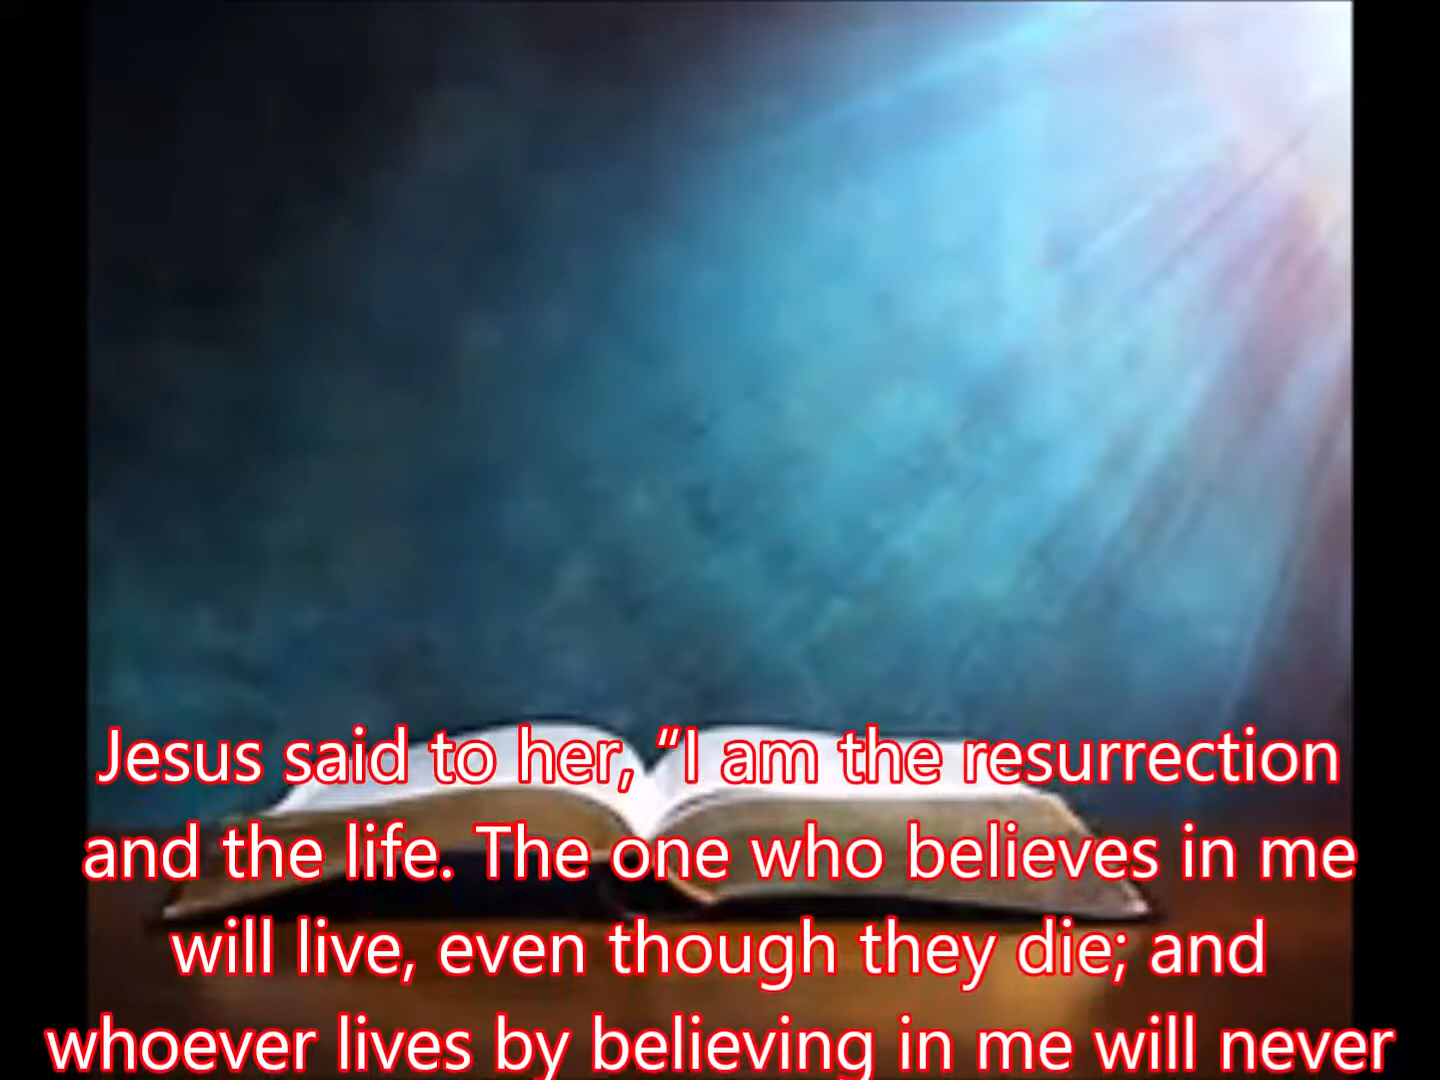 Jesus said to her, “I am the resurrection
and the life. The one who believes in me
will live, even though they die; and
whoever lives by believing in me will never